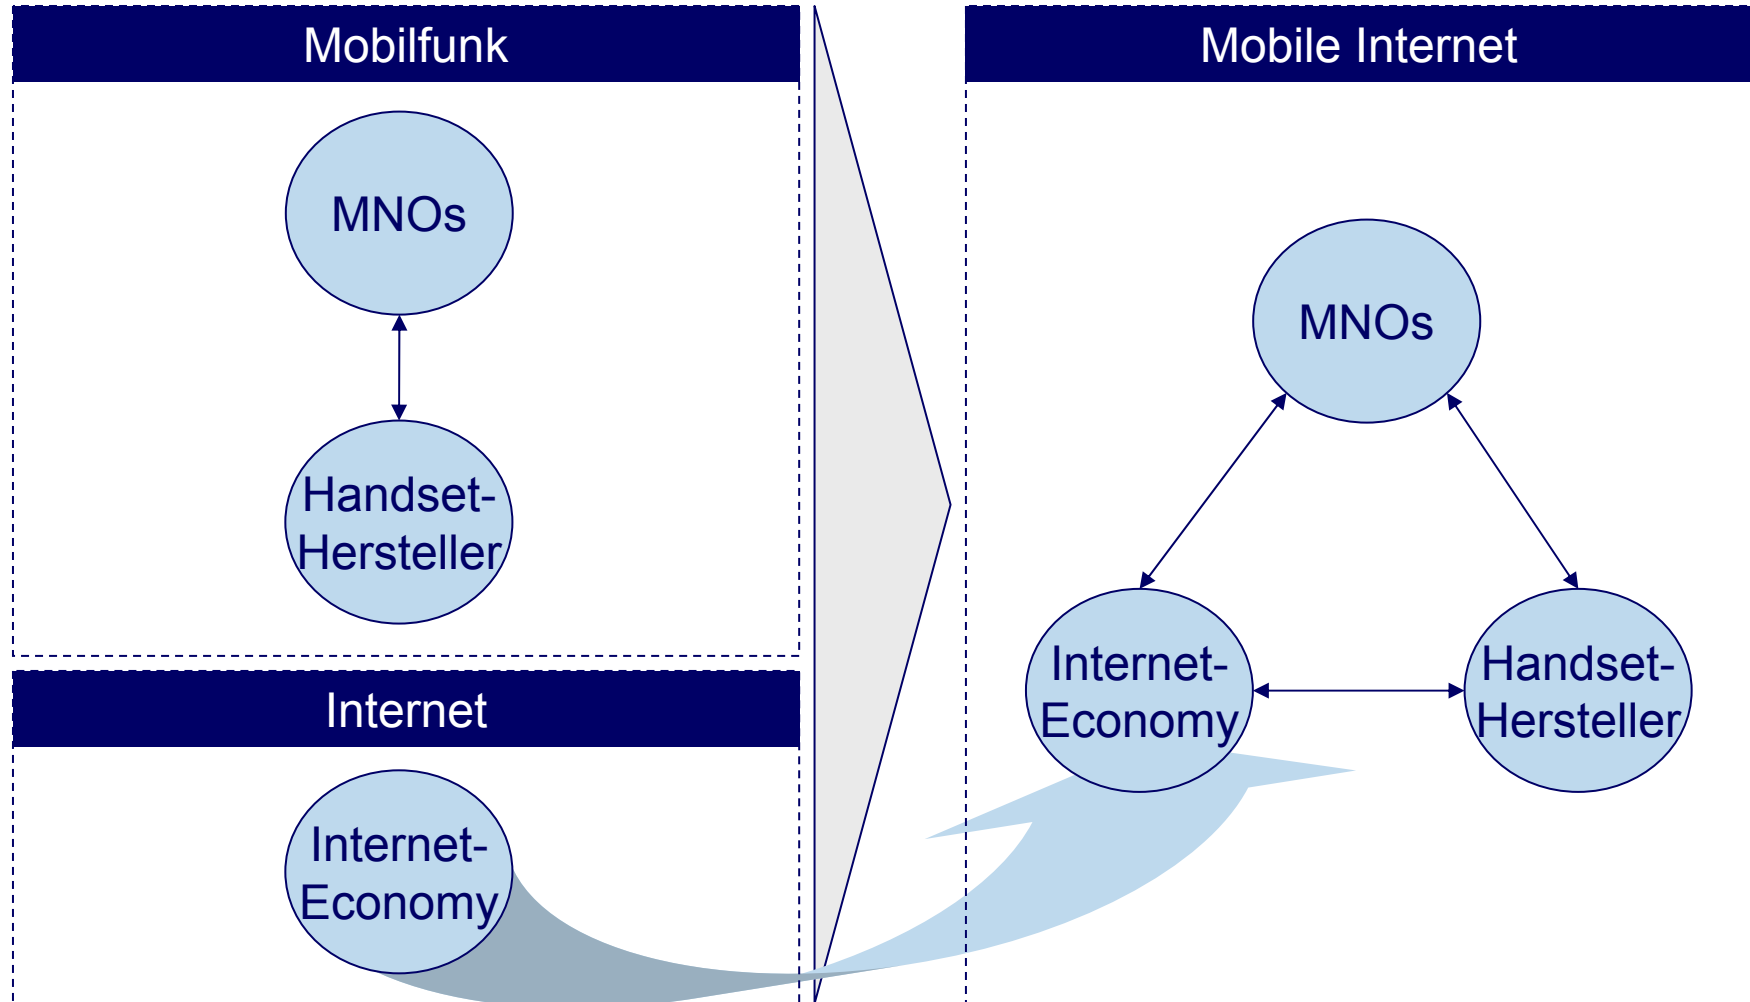 Mobilfunk
MNOs
Handset-
Hersteller
Internet
Internet-
Economy
Mobile Internet
MNOs
Internet-
Economy
Handset-
Hersteller